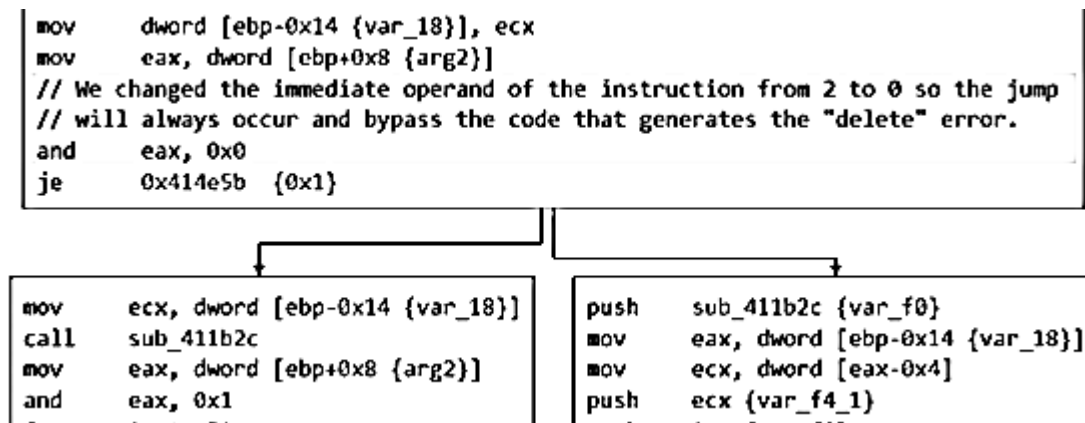 mov dword [ebp-0x14 {var_18}], ecx
mov eax, dword [ebp+0x8 {arg2}]
// We changed the immediate operand of the instruction from 2 to 0 so the jump
// will always occur and bypass the code that generates the "delete" error.
and eax, 0x0
je 0x414e5b {0x1}
mov ecx, dword [ebp-0x14 {var_18}]
call sub_411b2c
mov eax, dword [ebp+0x8 {arg2}]
and eax, 0x1
push sub_411b2c {var_f0}
mov eax, dword [ebp-0x14 {var_18}]
mov ecx, dword [eax-0x4]
push ecx {var_f4_1}